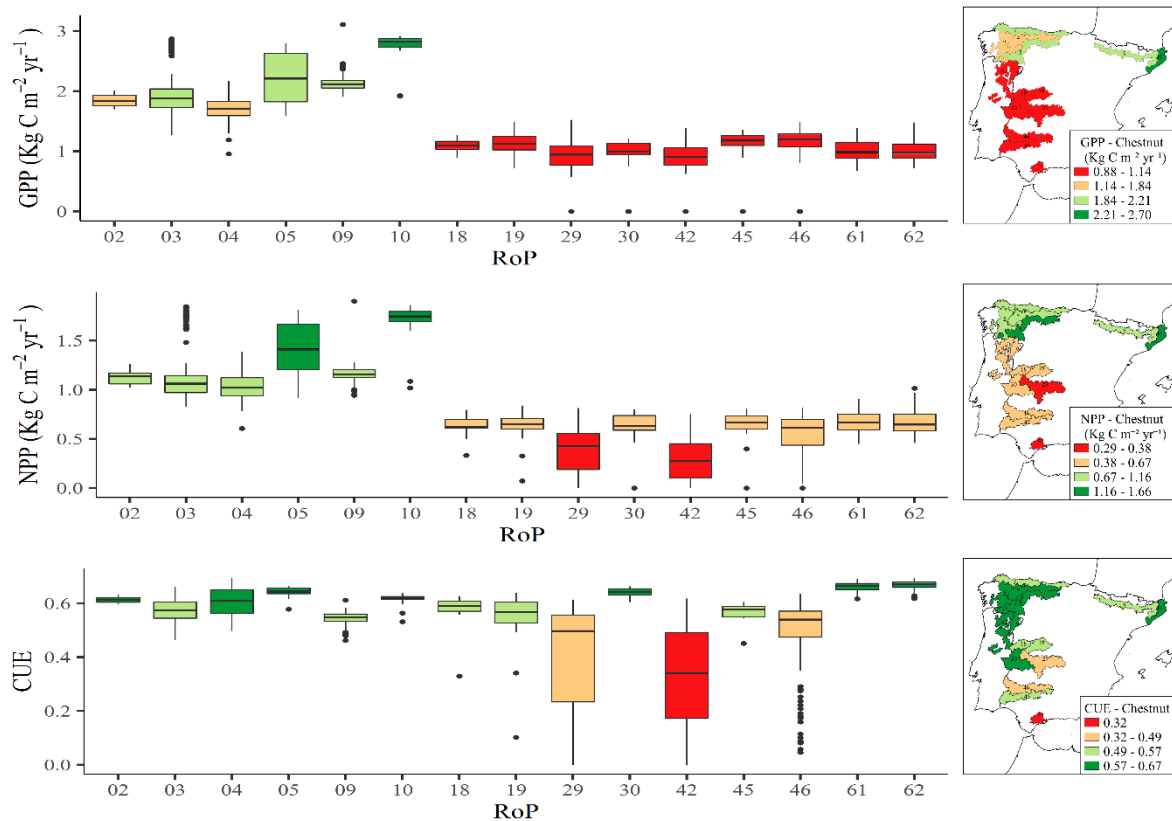 GPP (Kg C m⁻² yr⁻¹ )
3
2
1
0
02 03 04 05 09 10 18 19 29 30 42 45 46 61 62
RoP
GPP - Chestnut
(Kg C m⁻² yr⁻¹)
0.88 - 1.14
1.14 - 1.84
1.84 - 2.21
2.21 - 2.70
NPP (Kg C m⁻² yr⁻¹ )
1.5
1.0
0.5
0.0
02 03 04 05 09 10 18 19 29 30 42 45 46 61 62
RoP
NPP - Chestnut
(Kg C m⁻² yr⁻¹)
0.29 - 0.38
0.38 - 0.67
0.67 - 1.16
1.16 - 1.66
CUE
0.6
0.4
0.2
0.0
02 03 04 05 09 10 18 19 29 30 42 45 46 61 62
RoP
CUE - Chestnut
0.32
0.32 - 0.49
0.49 - 0.57
0.57 - 0.67